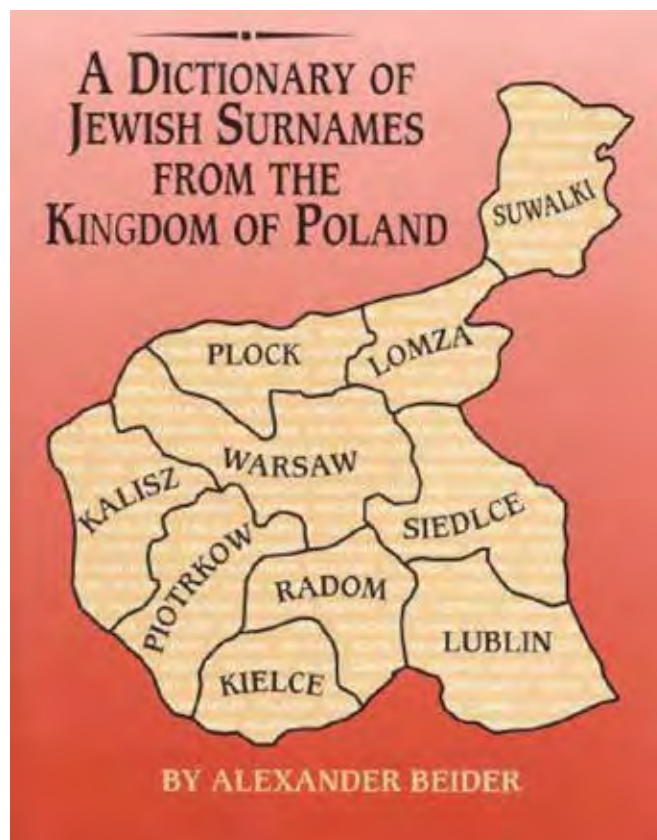 A DICTIONARY OF
JEWISH SURNAMES
FROM THE
KINGDOM OF POLAND
SUWALKI
PLOCK
LOMZA
WARSAW
KALISZ
SIEDLCE
PIOTRKOW
RADOM
LUBLIN
KIELCE
BY ALEXANDER BEIDER